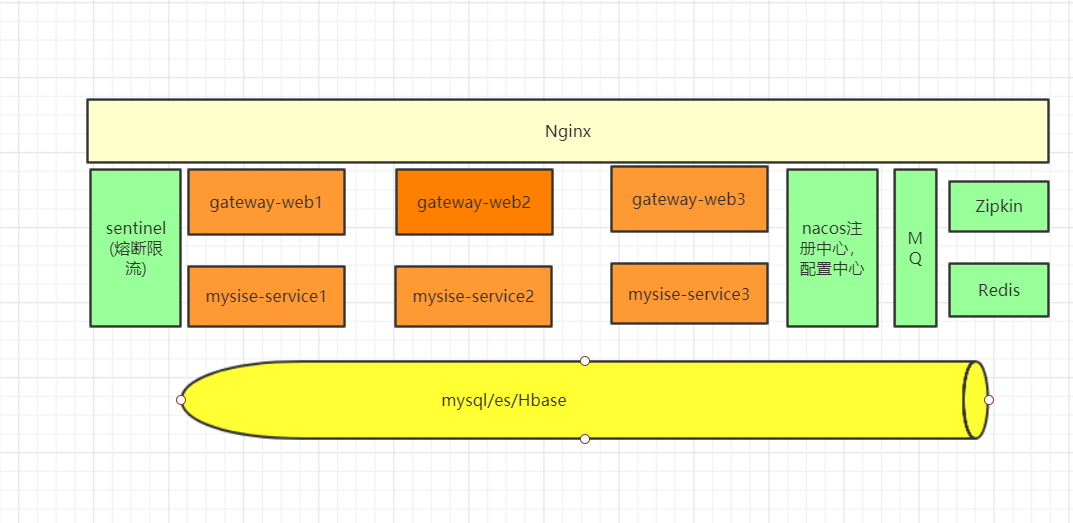 Nginx
sentinel
(熔断限
流)
gateway-web1
gateway-web2
gateway-web3
mysise-service1
mysise-service2
mysise-service3
nacos注
册中心，
配置中心
M
Q
Zipkin
Redis
mysql/es/Hbase